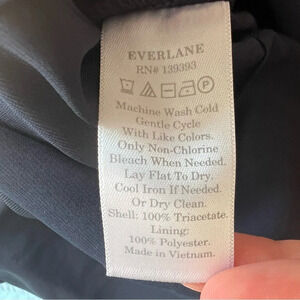 EVERLANE
RN# 139393
Machine Wash Cold
Gentle Cycle
With Like Colors.
Only Non-Chlorine
Bleach When Needed.
Lay Flat To Dry.
Cool Iron If Needed.
Or Dry Clean.
Shell: 100% Triacetate.
Lining:
100% Polyester.
Made in Vietnam.